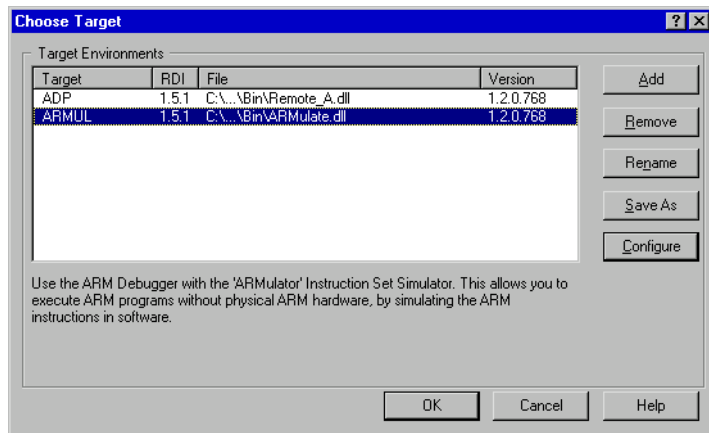 Choose Target
Target Environments
Target RDI File Version
ADP 1.5.1 C:\...\Bin\Remote_A.dll 1.2.0.768
ARMUL 1.5.1 C:\...\Bin\ARMulate.dll 1.2.0.768
Add
Remove
Rename
Save As
Configure
Use the ARM Debugger with the 'ARMulator' Instruction Set Simulator. This allows you to
execute ARM programs without physical ARM hardware, by simulating the ARM
instructions in software.
OK Cancel Help